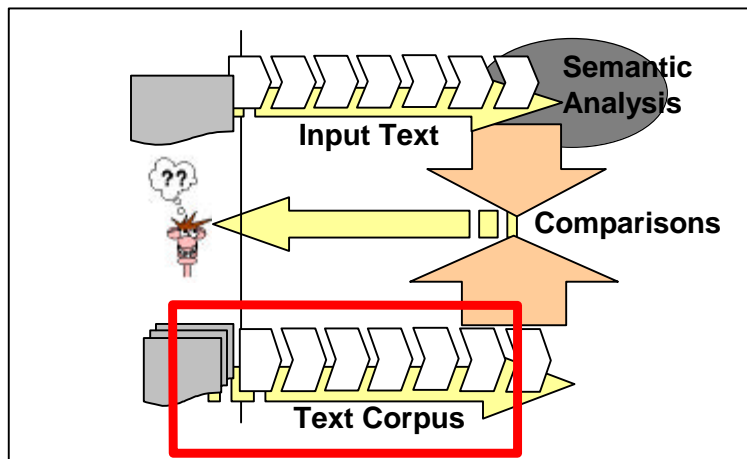 Semantic
Analysis
Input Text
??
Comparisons
Text Corpus